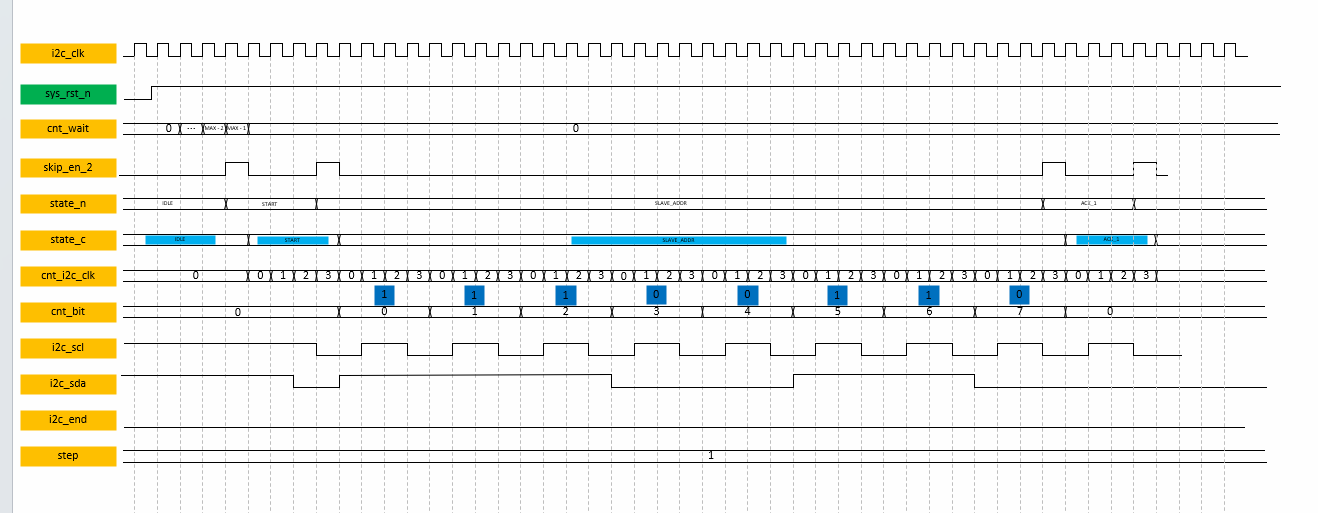 i2c_clk
sys_rst_n
cnt_wait 0 ... MAX - 2 MAX - 1 0
skip_en_2
state_n IDLE START SLAVE_ADDR ACK_1
state_c IDLE START SLAVE_ADDR ACK_1
cnt_i2c_clk 0 0 1 2 3 0 1 2 3 0 1 2 3 0 1 2 3 0 1 2 3 0 1 2 3 0 1 2 3 0 1 2 3 0 1 2 3 0 1 2 3
1 1 1 0 0 1 1 0
cnt_bit 0 0 1 2 3 4 5 6 7 0
i2c_scl
i2c_sda
i2c_end
step 1